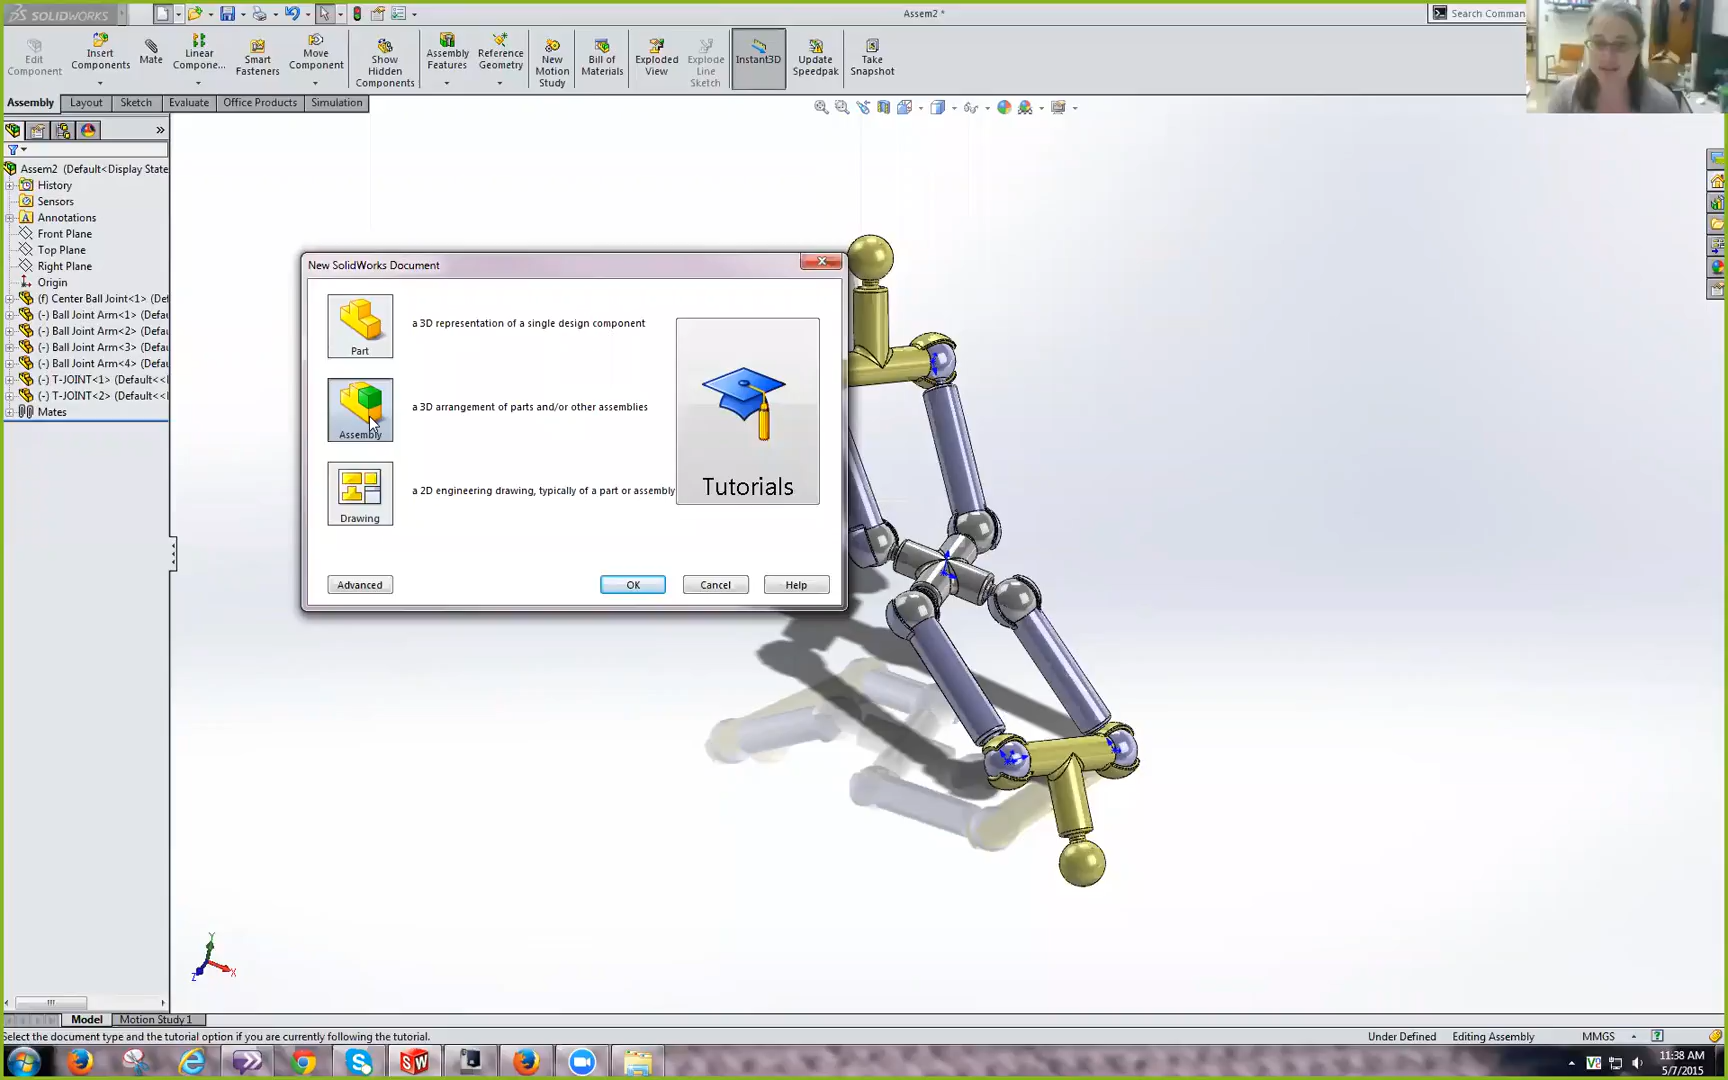 SOLIDWORKS
Assem2 *
Search Comman
Edit Component
Insert Components
Mate
Linear Compone...
Smart Fasteners
Move Component
Show Hidden Components
Assembly Features
Reference Geometry
New Motion Study
Bill of Materials
Exploded View
Explode Line Sketch
Instant3D
Update Speedpak
Take Snapshot
Assembly Layout Sketch Evaluate Office Products Simulation
Assem2 (Default<Display State
History
Sensors
Annotations
Front Plane
Top Plane
Right Plane
Origin
(f) Center Ball Joint<1> (Def
(-) Ball Joint Arm<1> (Defau
(-) Ball Joint Arm<2> (Defau
(-) Ball Joint Arm<3> (Defau
(-) Ball Joint Arm<4> (Defau
(-) T-JOINT<1> (Default<<
(-) T-JOINT<2> (Default<<
Mates
New SolidWorks Document
Part
a 3D representation of a single design component
Assembly
a 3D arrangement of parts and/or other assemblies
Drawing
a 2D engineering drawing, typically of a part or assembly
Tutorials
Advanced OK Cancel Help
Y
X
Z
Model Motion Study 1
Select the document type and the tutorial option if you are currently following the tutorial.
Under Defined Editing Assembly MMGS
11:38 AM
5/7/2015